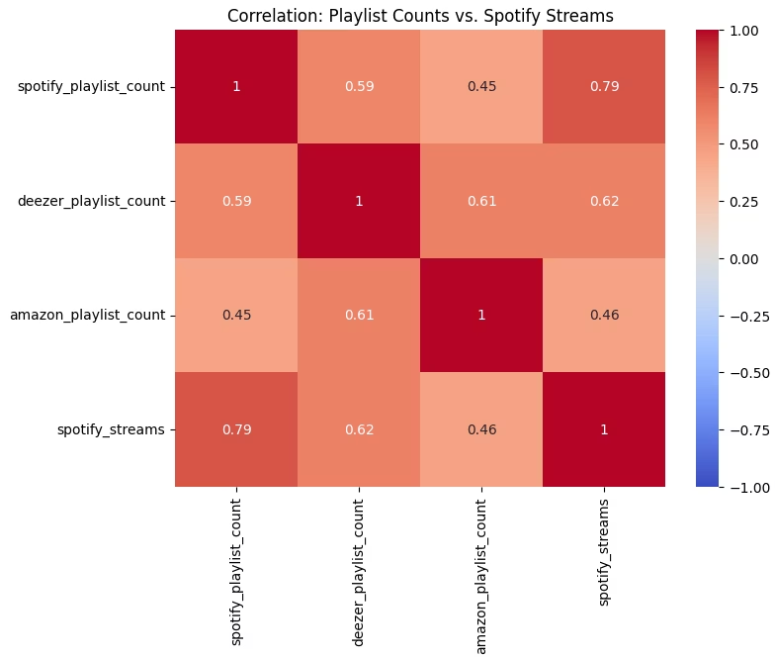 Correlation: Playlist Counts vs. Spotify Streams
spotify_playlist_count
1
0.59
0.45
0.79
deezer_playlist_count
0.59
1
0.61
0.62
amazon_playlist_count
0.45
0.61
1
0.46
spotify_streams
0.79
0.62
0.46
1
spotify_playlist_count
deezer_playlist_count
amazon_playlist_count
spotify_streams
1.00
0.75
0.50
0.25
0.00
−0.25
−0.50
−0.75
−1.00